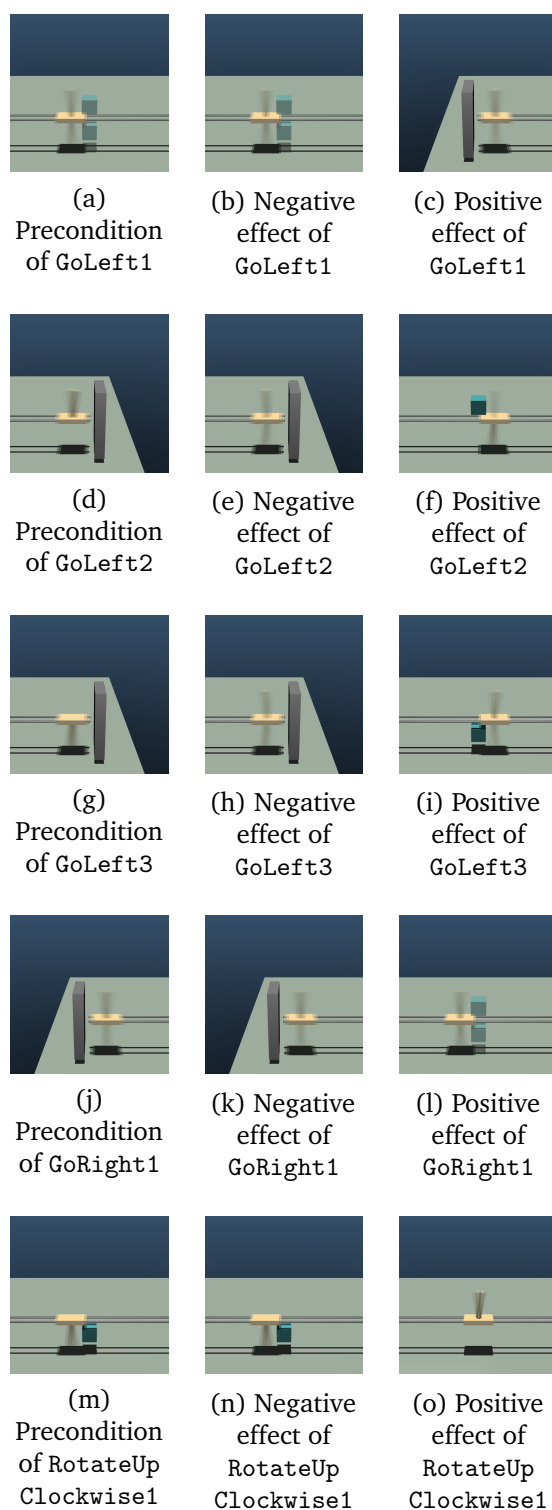 (a)
Precondition
of GoLeft1
(b) Negative
effect of
GoLeft1
(c) Positive
effect of
GoLeft1
(d)
Precondition
of GoLeft2
(e) Negative
effect of
GoLeft2
(f) Positive
effect of
GoLeft2
(g)
Precondition
of GoLeft3
(h) Negative
effect of
GoLeft3
(i) Positive
effect of
GoLeft3
(j)
Precondition
of GoRight1
(k) Negative
effect of
GoRight1
(l) Positive
effect of
GoRight1
(m)
Precondition
of RotateUp
Clockwise1
(n) Negative
effect of
RotateUp
Clockwise1
(o) Positive
effect of
RotateUp
Clockwise1